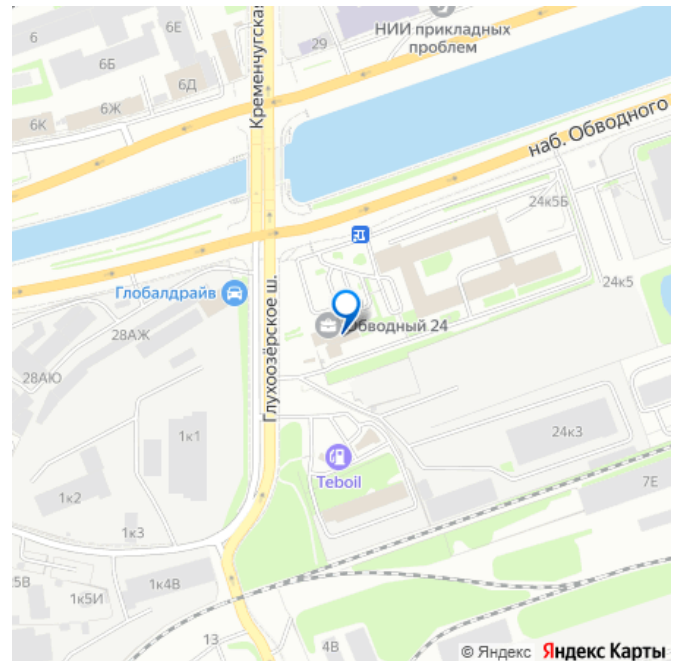 6
6Е
6Б
6Д
6Ж
6К
Кременчугская
29
НИИ прикладных
проблем
наб. Обводного
24к5Б
24к5
Глобалдрайв
Обводный 24
Глухоозёрское ш.
28АЖ
28АЮ
1к1
1к2
1к3
Teboil
24к3
7Е
5В
1к5И
1к4В
13
4В
© Яндекс Яндекс Карты